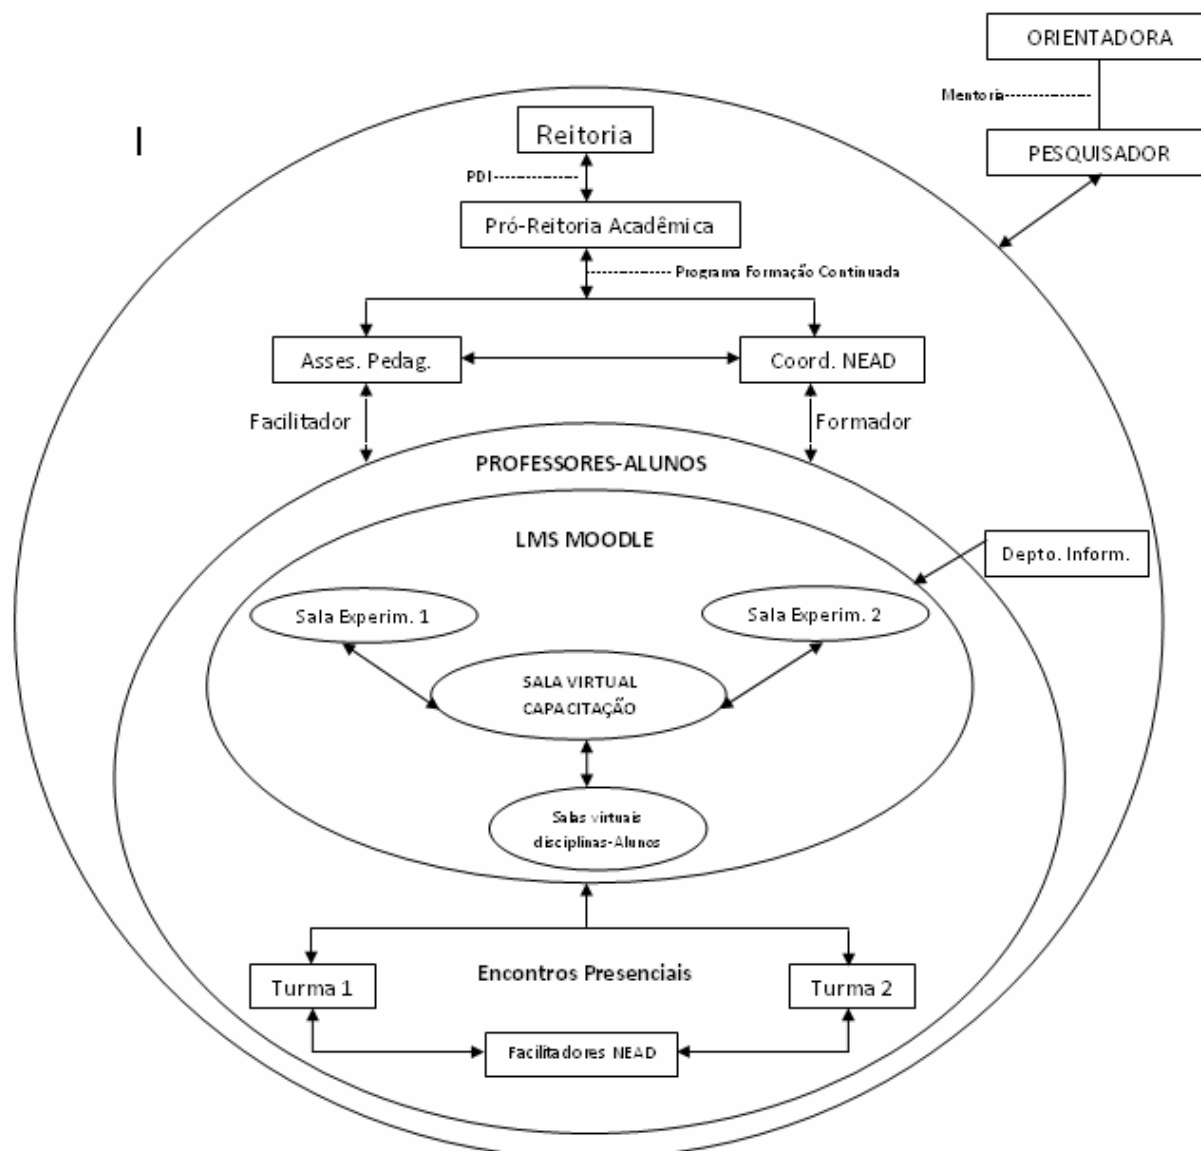 ORIENTADORA
Mentoria
PESQUISADOR
I
Reitoria
PDI
Pró-Reitoria Acadêmica
Programa Formação Continuada
Asses. Pedag.
Coord. NEAD
Facilitador
Formador
PROFESSORES-ALUNOS
LMS MOODLE
Depto. Inform.
Sala Experim. 1
Sala Experim. 2
SALA VIRTUAL
CAPACITAÇÃO
Salas virtuais
disciplinas-Alunos
Encontros Presenciais
Turma 1
Turma 2
Facilitadores NEAD